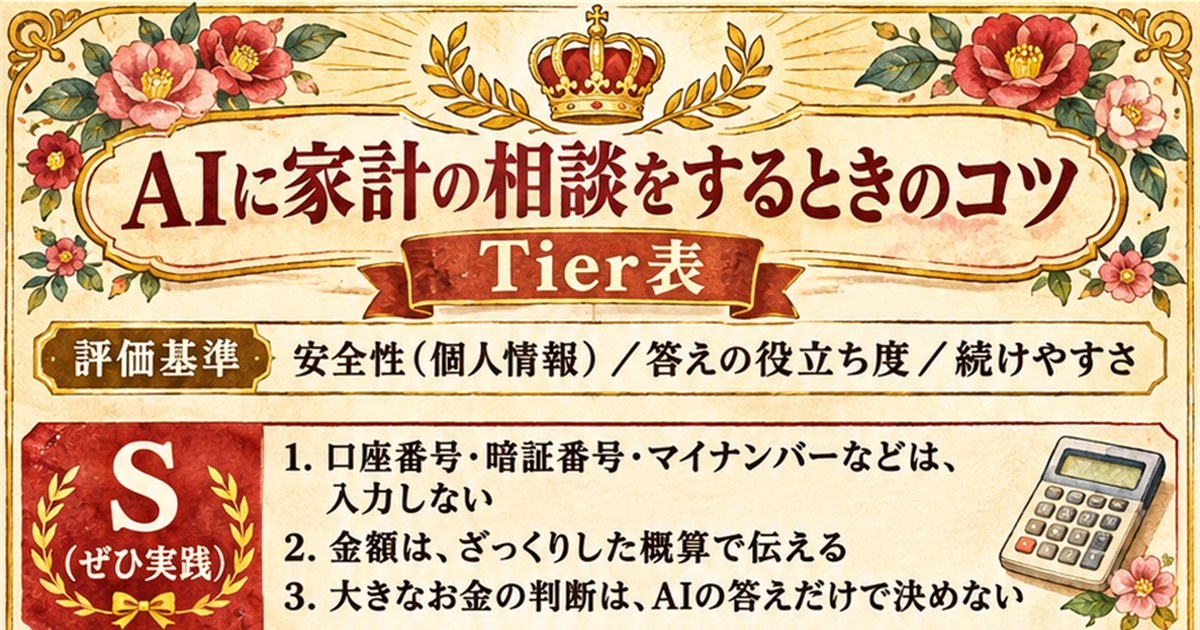 AIに家計の相談をするときのコツ
Tier表
評価基準
安全性(個人情報)/答えの役立ち度/続けやすさ
S
(ぜひ実践)
1. 口座番号・暗証番号・マイナンバーなどは、
入力しない
2. 金額は、ざっくりした概算で伝える
3. 大きなお金の判断は、AIの答えだけで決めない